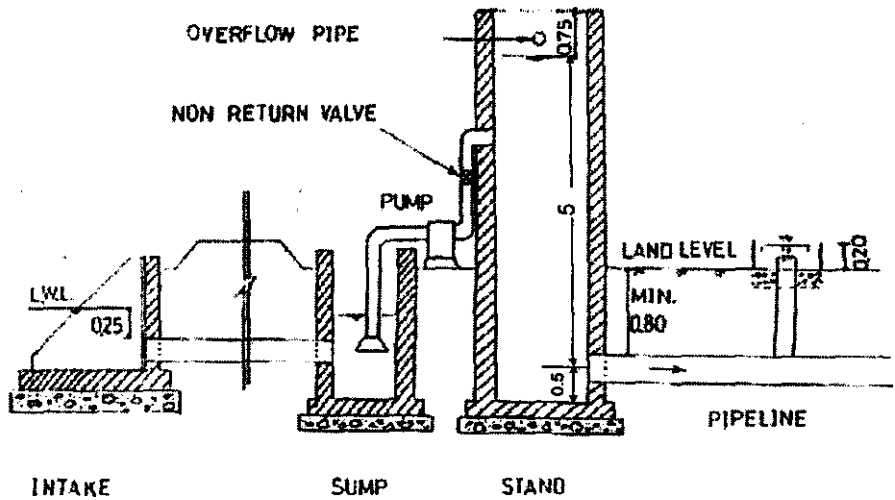 OVERFLOW PIPE
0.75
NON RETURN VALVE
PUMP
5
LAND LEVEL
0.20
L.W.L.
0.25
MIN.
0.80
0.5
PIPELINE
INTAKE
SUMP
STAND